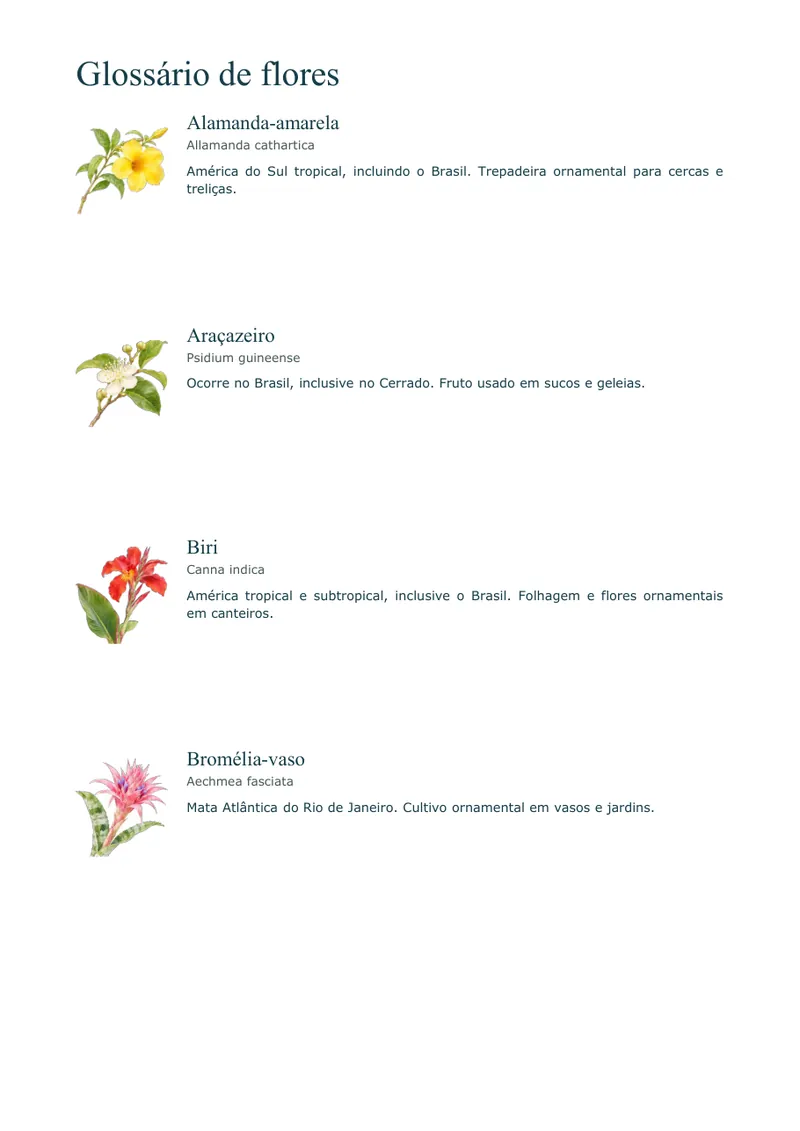 Glossário de flores
Alamanda-amarela
Allamanda cathartica
América do Sul tropical, incluindo o Brasil. Trepadeira ornamental para cercas e
treliças.
Araçazeiro
Psidium guineense
Ocorre no Brasil, inclusive no Cerrado. Fruto usado em sucos e geleias.
Biri
Canna indica
América tropical e subtropical, inclusive o Brasil. Folhagem e flores ornamentais
em canteiros.
Bromélia-vaso
Aechmea fasciata
Mata Atlântica do Rio de Janeiro. Cultivo ornamental em vasos e jardins.